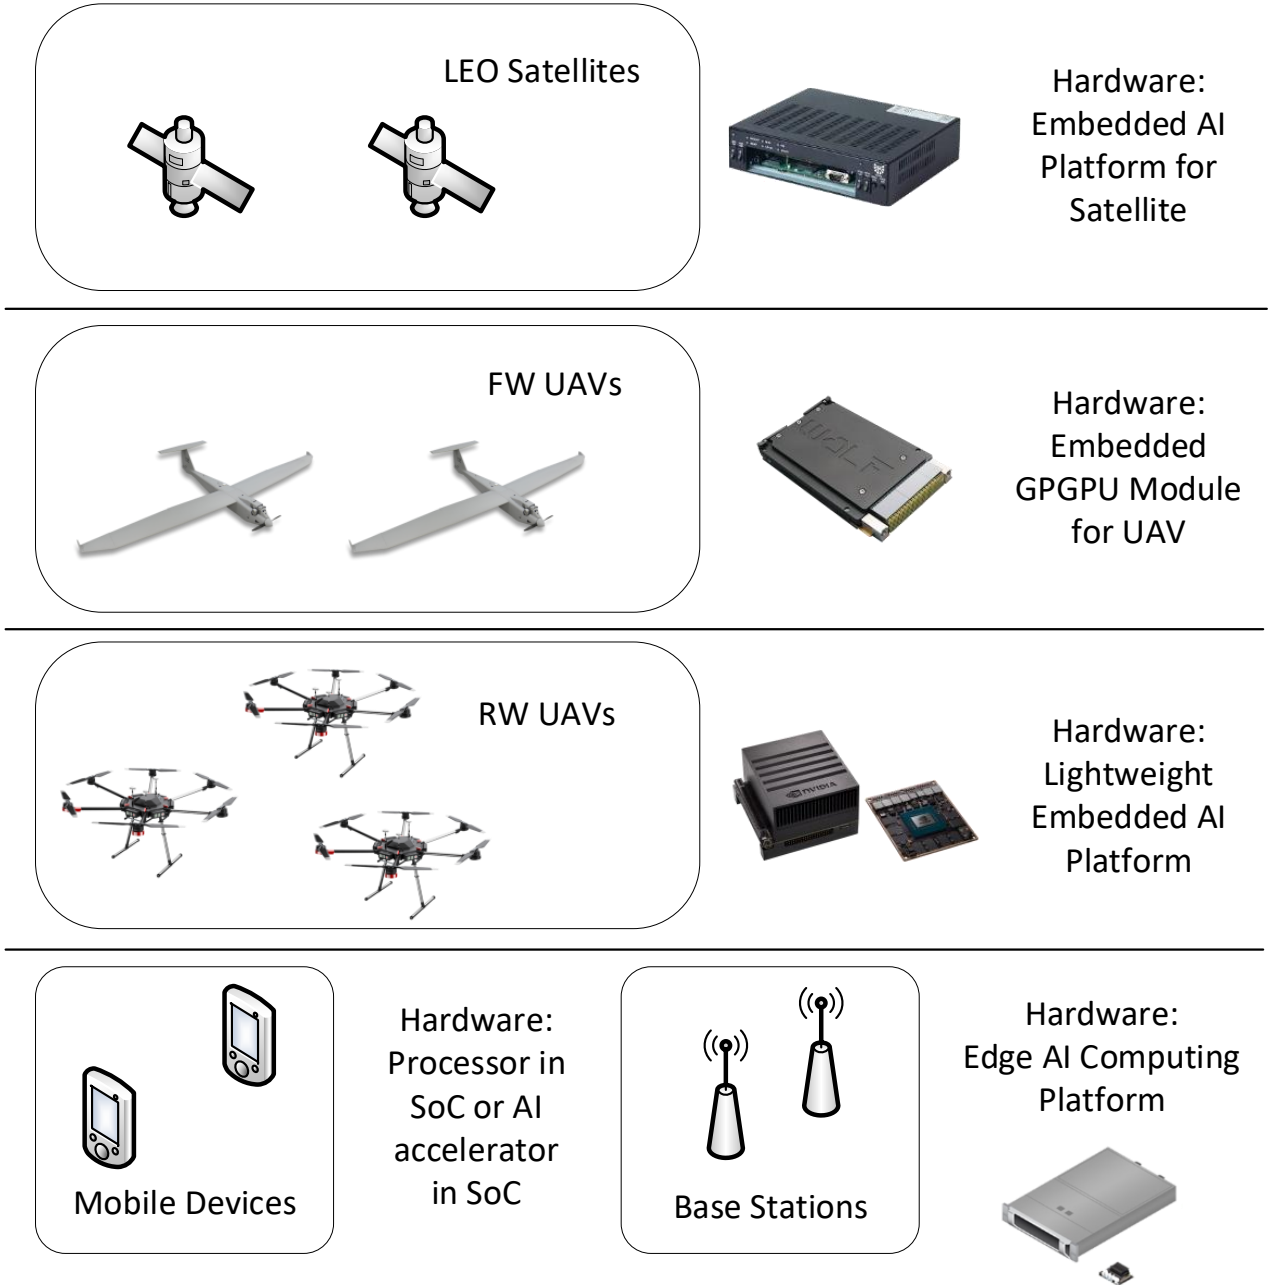 LEO Satellites
Hardware:
Embedded AI
Platform for
Satellite
FW UAVs
WOLF
Hardware:
Embedded
GPGPU Module
for UAV
RW UAVs
NVIDIA
Hardware:
Lightweight
Embedded AI
Platform
Mobile Devices
Hardware:
Processor in
SoC or AI
accelerator
in SoC
Base Stations
Hardware:
Edge AI Computing
Platform